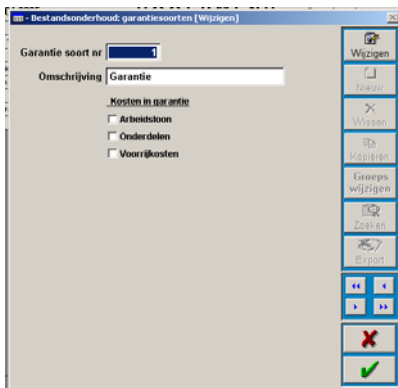 - Bestandsonderhoud: garantiesoorten [Wijzigen]
Garantie soort nr 1
Omschrijving Garantie
Kosten in garantie
Arbeidsloon
Onderdelen
Voorrijkosten
Wijzigen
Nieuw
Wissen
Kopiëren
Groeps
wijzigen
Zoeken
Export